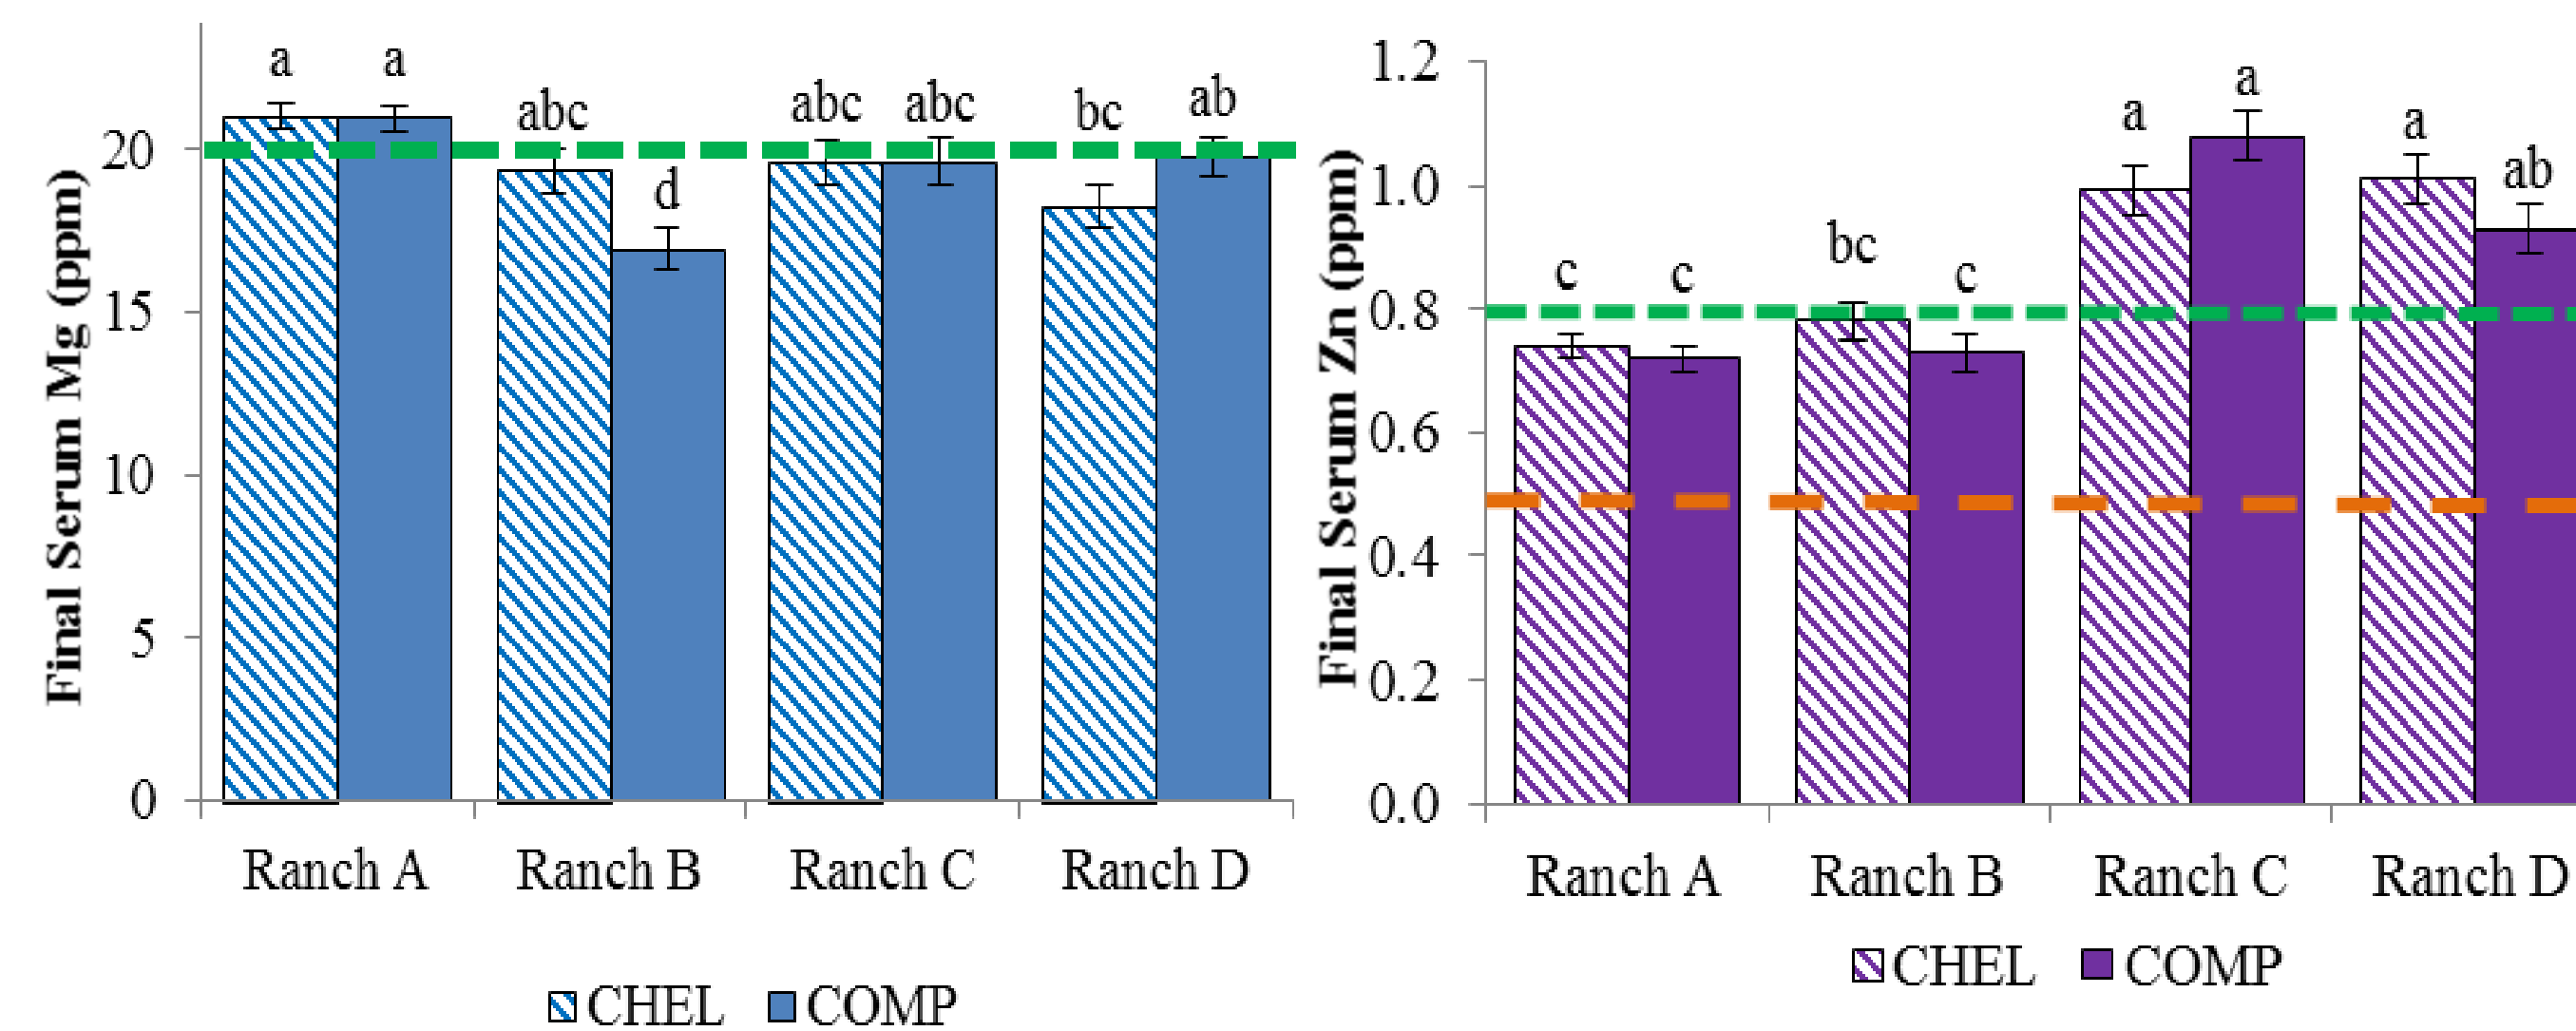 Final Serum Mg (ppm)
20
15
10
5
0
a a abc d abc abc bc ab
Ranch A Ranch B Ranch C Ranch D
CHEL COMP
Final Serum Zn (ppm)
1.2
1.0
0.8
0.6
0.4
0.2
0.0
c c bc c a a a ab
Ranch A Ranch B Ranch C Ranch D
CHEL COMP